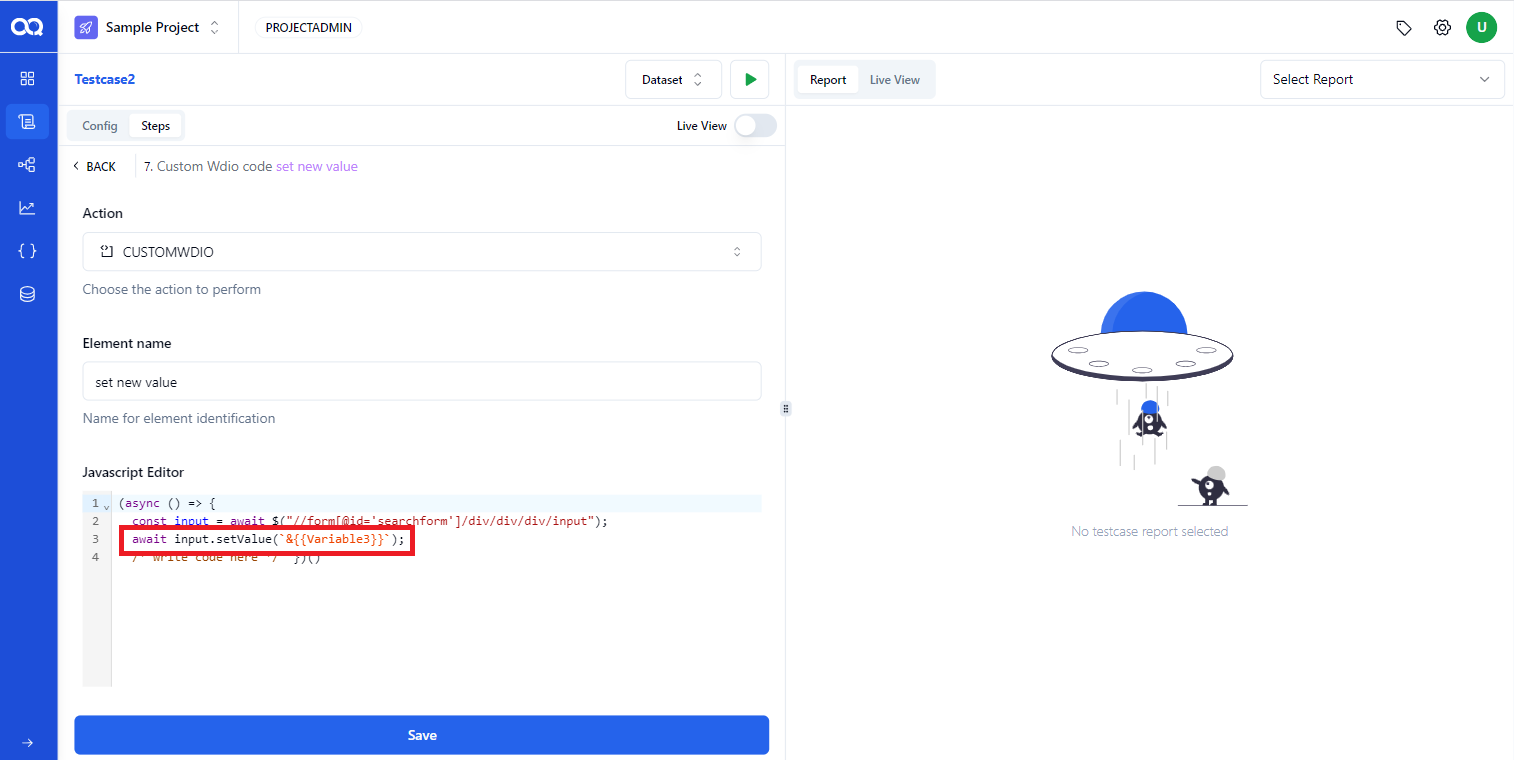 Sample Project
PROJECTADMIN
U
Testcase2
Dataset
Report
Live View
Select Report
Config
Steps
Live View
BACK
7. Custom Wdio code set new value
Action
CUSTOMWDIO
Choose the action to perform
Element name
set new value
Name for element identification
Javascript Editor
1 (async () => {
2 const input = await $("//form[@id='searchform']/div/div/div/input");
3 await input.setValue(`&{{Variable3}}`);
4 /* Write code here */ })()
No testcase report selected
Save